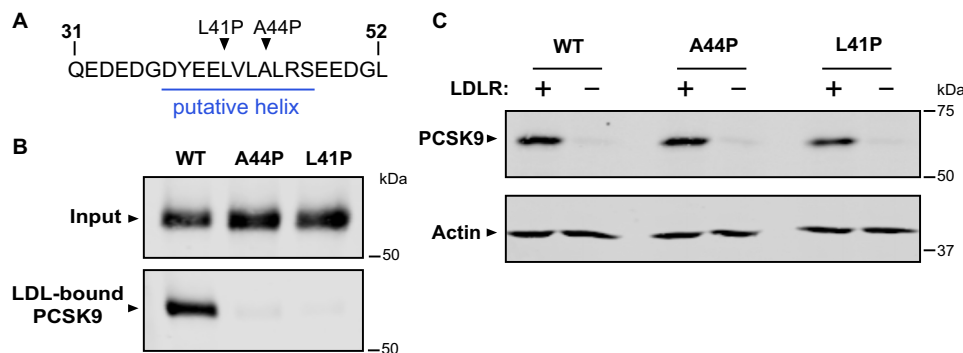 A
L41P A44P
31 52
QEDEDGDYEELVLALRSEEDGL
putative helix
B
WT A44P L41P
kDa
Input
50
LDL-bound
PCSK9
50
C
WT A44P L41P
LDLR: + − + − + −
kDa
75
PCSK9
50
Actin
37